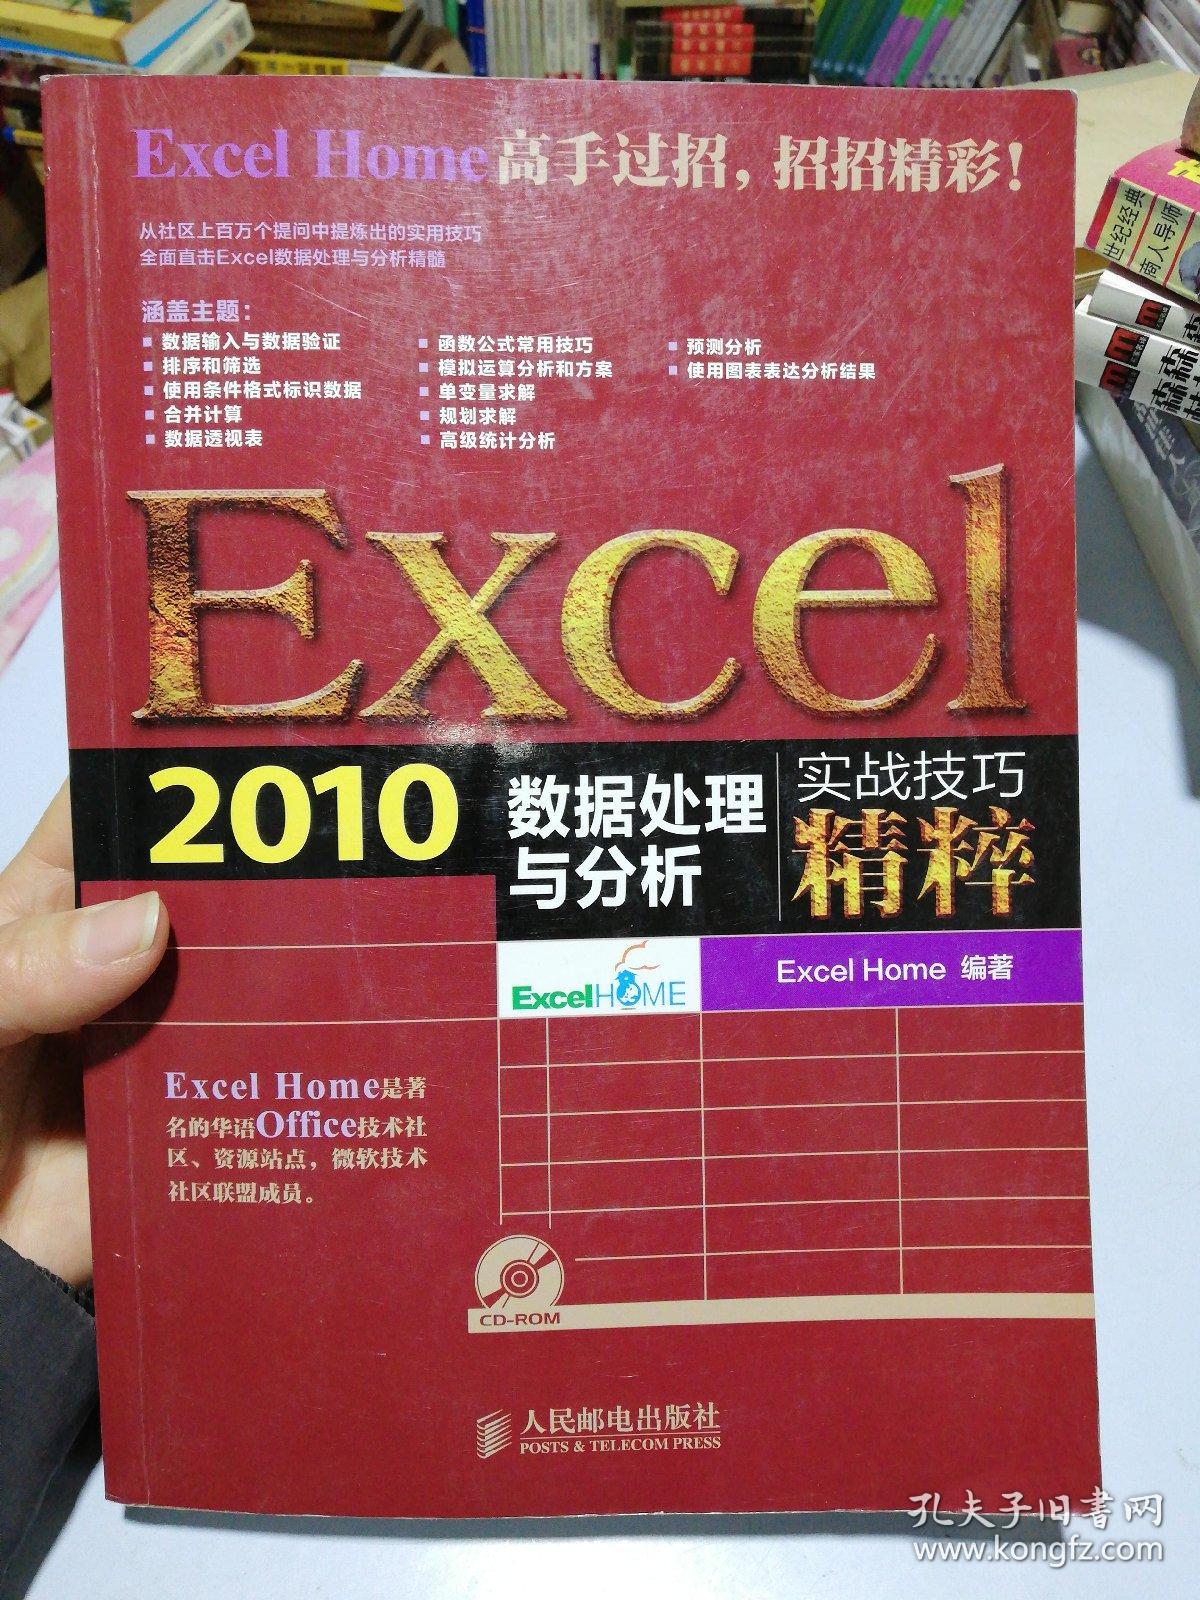 Excel Home高手过招，招招精彩！
从社区上百万个提问中提炼出的实用技巧
全面直击Excel数据处理与分析精髓
涵盖主题：
数据输入与数据验证
排序和筛选
使用条件格式标识数据
合并计算
数据透视表
函数公式常用技巧
模拟运算分析和方案
单变量求解
规划求解
高级统计分析
预测分析
使用图表表达分析结果
Excel
2010
数据处理
与分析
实战技巧
精粹
ExcelHOME
Excel Home 编著
Excel Home是著
名的华语Office技术社
区、资源站点，微软技术
社区联盟成员。
CD-ROM
人民邮电出版社
POSTS & TELECOM PRESS
世纪经典
商人导师
孔夫子旧书网
www.kongfz.com